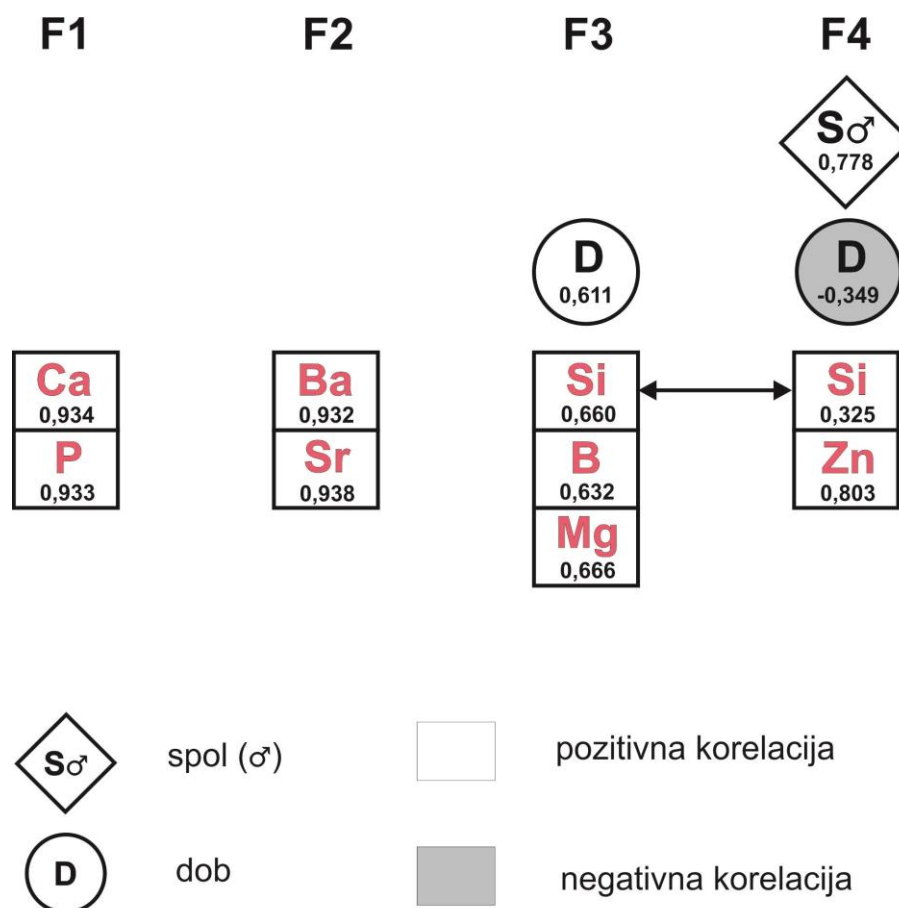 F1 F2 F3 F4
S♂
0,778
D D
0,611 -0,349
Ca Ba Si Si
0,934 0,932 0,660 0,325
P Sr B Zn
0,933 0,938 0,632 0,803
Mg
0,666
S♂ spol (♂) pozitivna korelacija
D dob negativna korelacija